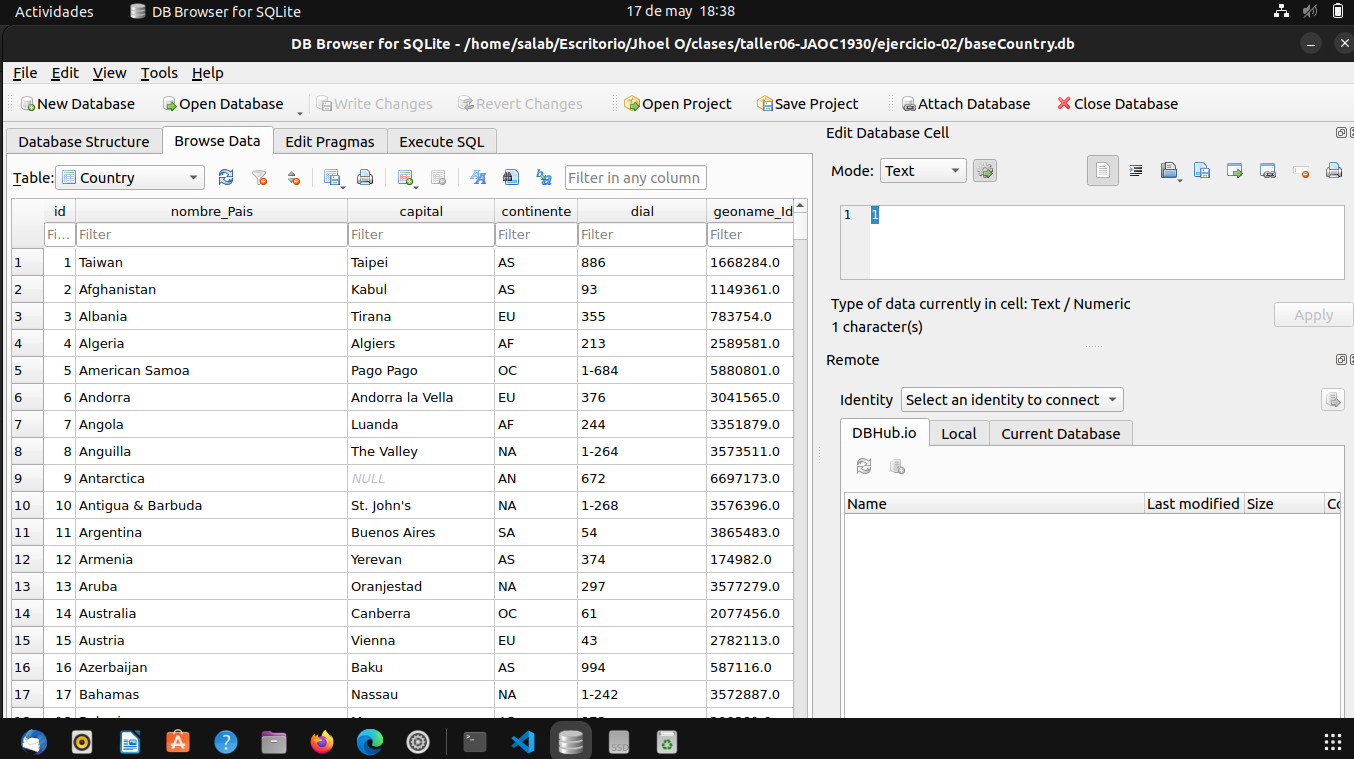 Actividades DB Browser for SQLite 17 de may 18:38
DB Browser for SQLite - /home/salab/Escritorio/Jhoel O/clases/taller06-JAOC1930/ejercicio-02/baseCountry.db
File Edit View Tools Help
New Database Open Database Write Changes Revert Changes Open Project Save Project Attach Database Close Database
Database Structure Browse Data Edit Pragmas Execute SQL
Table: Country Filter in any column
id nombre_Pais capital continente dial geoname_Id
Fi... Filter Filter Filter Filter Filter
1 1 Taiwan Taipei AS 886 1668284.0
2 2 Afghanistan Kabul AS 93 1149361.0
3 3 Albania Tirana EU 355 783754.0
4 4 Algeria Algiers AF 213 2589581.0
5 5 American Samoa Pago Pago OC 1-684 5880801.0
6 6 Andorra Andorra la Vella EU 376 3041565.0
7 7 Angola Luanda AF 244 3351879.0
8 8 Anguilla The Valley NA 1-264 3573511.0
9 9 Antarctica NULL AN 672 6697173.0
10 10 Antigua & Barbuda St. John's NA 1-268 3576396.0
11 11 Argentina Buenos Aires SA 54 3865483.0
12 12 Armenia Yerevan AS 374 174982.0
13 13 Aruba Oranjestad NA 297 3577279.0
14 14 Australia Canberra OC 61 2077456.0
15 15 Austria Vienna EU 43 2782113.0
16 16 Azerbaijan Baku AS 994 587116.0
17 17 Bahamas Nassau NA 1-242 3572887.0
Edit Database Cell
Mode: Text
1 1
Type of data currently in cell: Text / Numeric
1 character(s)
Apply
Remote
Identity Select an identity to connect
DBHub.io Local Current Database
Name Last modified Size
SSD